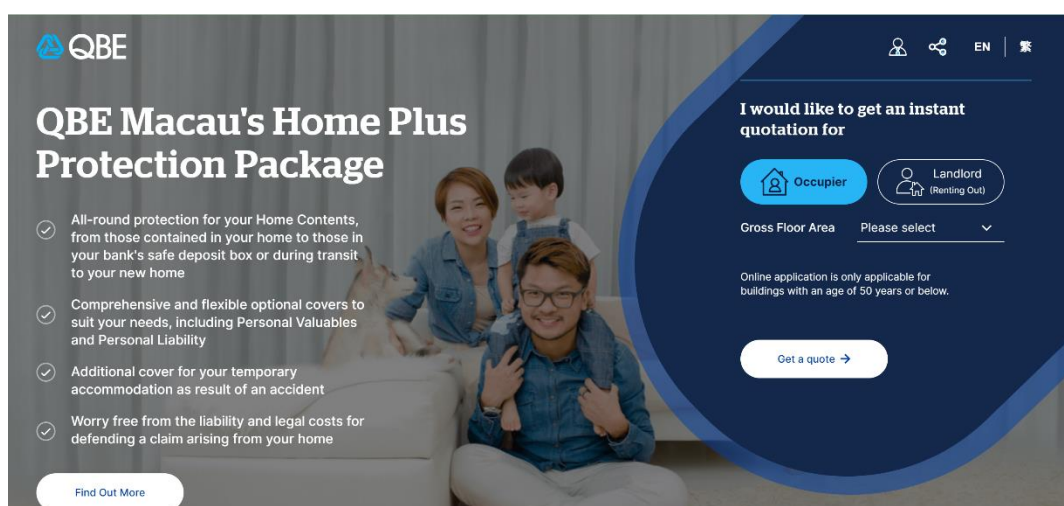 QBE
EN | 繁
QBE Macau's Home Plus
Protection Package
All-round protection for your Home Contents,
from those contained in your home to those in
your bank's safe deposit box or during transit
to your new home
Comprehensive and flexible optional covers to
suit your needs, including Personal Valuables
and Personal Liability
Additional cover for your temporary
accommodation as result of an accident
Worry free from the liability and legal costs for
defending a claim arising from your home
Find Out More
I would like to get an instant
quotation for
Occupier
Landlord
(Renting Out)
Gross Floor Area Please select
Online application is only applicable for
buildings with an age of 50 years or below.
Get a quote →